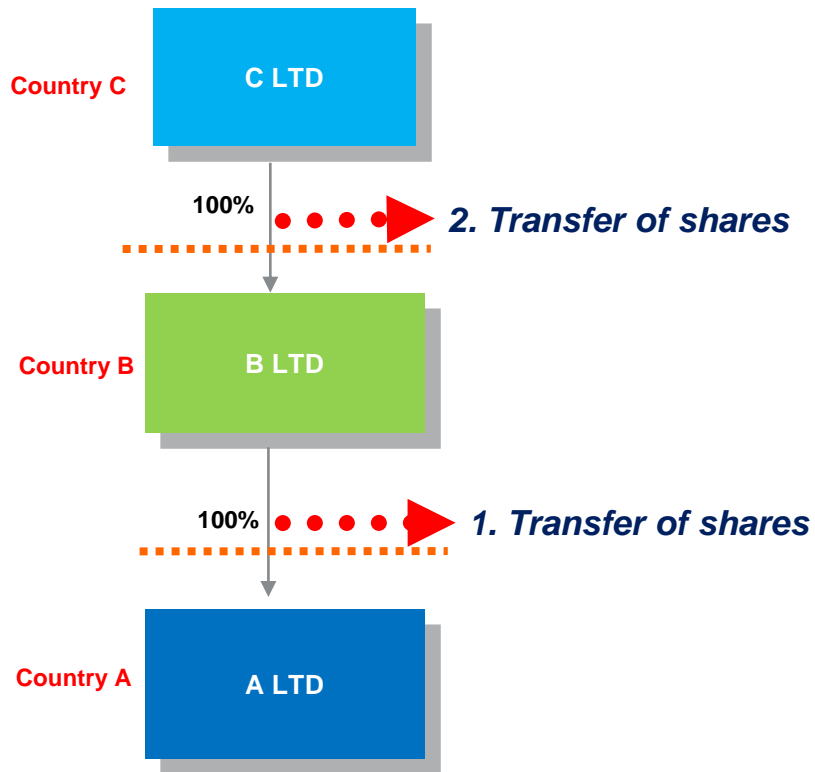 Country C
C LTD
100%
2. Transfer of shares
Country B
B LTD
100%
1. Transfer of shares
Country A
A LTD